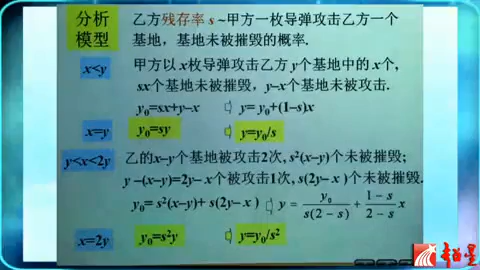 分析模型
乙方残存率 s ~甲方一枚导弹攻击乙方一个
基地，基地未被摧毁的概率.
x<y
甲方以 x枚导弹攻击乙方 y个基地中的 x个，
sx个基地未被摧毁，y–x个基地未被攻击.
y₀=sx+y–x ⇨ y= y₀+(1–s)x
x=y
y₀=sy ⇨ y=y₀/s
y<x<2y
乙的x–y个基地被攻击2次, s²(x–y)个未被摧毁;
y –(x–y)=2y– x个被攻击1次, s(2y– x )个未被摧毁.
y₀= s²(x–y)+ s(2y– x ) ⇨ y = y₀/(s(2–s)) + (1–s)/(2–s) x
x=2y
y₀=s²y ⇨ y=y₀/s²